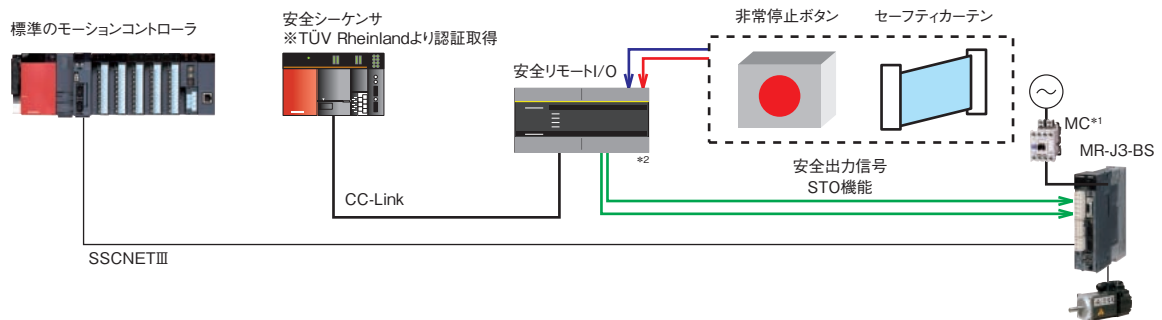 標準のモーションコントローラ
安全シーケンサ
※TÜV Rheinlandより認証取得
安全リモートI/O
非常停止ボタン
セーフティカーテン
MC*1
MR-J3-BS
*2
安全出力信号
STO機能
CC-Link
SSCNETⅢ